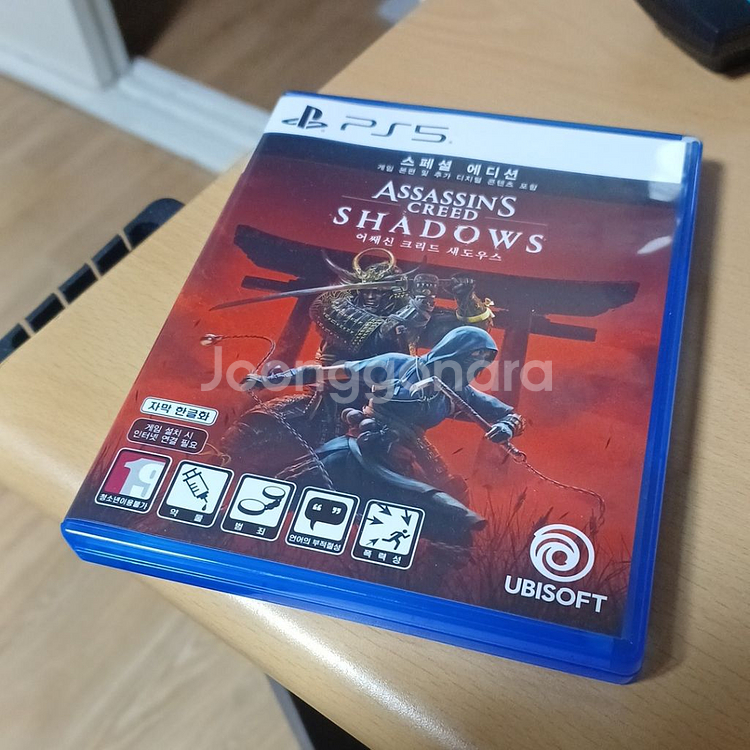 PS5
스페셜 에디션
게임 본편 및 추가 디지털 콘텐츠 포함
ASSASSIN'S
CREED
SHADOWS
어쌔신 크리드 섀도우스
Joonggonara
자막 한글화
게임 설치 시
인터넷 연결 필요
19
청소년이용불가
약물
범죄
언어의 부적절성
폭력성
UBISOFT